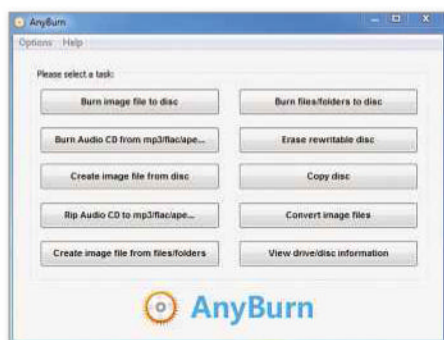 AnyBurn
Options Help
Please select a task:
Burn image file to disc
Burn files/folders to disc
Burn Audio CD from mp3/flac/ape...
Erase rewritable disc
Create image file from disc
Copy disc
Rip Audio CD to mp3/flac/ape...
Convert image files
Create image file from files/folders
View drive/disc information
AnyBurn